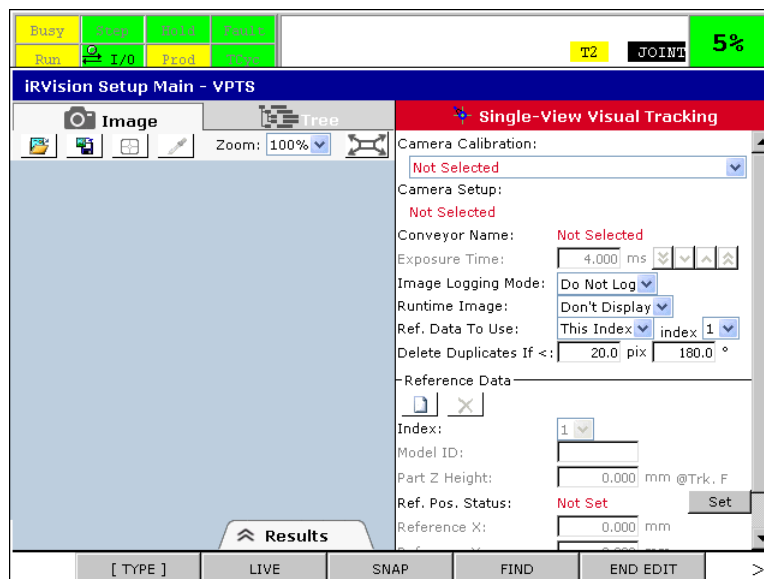 Busy Step Hold Fault
Run I/O Prod TCyc
T2 JOINT 5%
iRVision Setup Main - VPTS
Image Tree
Single-View Visual Tracking
Zoom: 100%
Camera Calibration:
Not Selected
Camera Setup:
Not Selected
Conveyor Name: Not Selected
Exposure Time: 4.000 ms
Image Logging Mode: Do Not Log
Runtime Image: Don't Display
Ref. Data To Use: This Index index 1
Delete Duplicates If <: 20.0 pix 180.0 °
Reference Data
Index: 1
Model ID:
Part Z Height: 0.000 mm @Trk. F
Ref. Pos. Status: Not Set Set
Reference X: 0.000 mm
Results
[ TYPE ] LIVE SNAP FIND END EDIT >